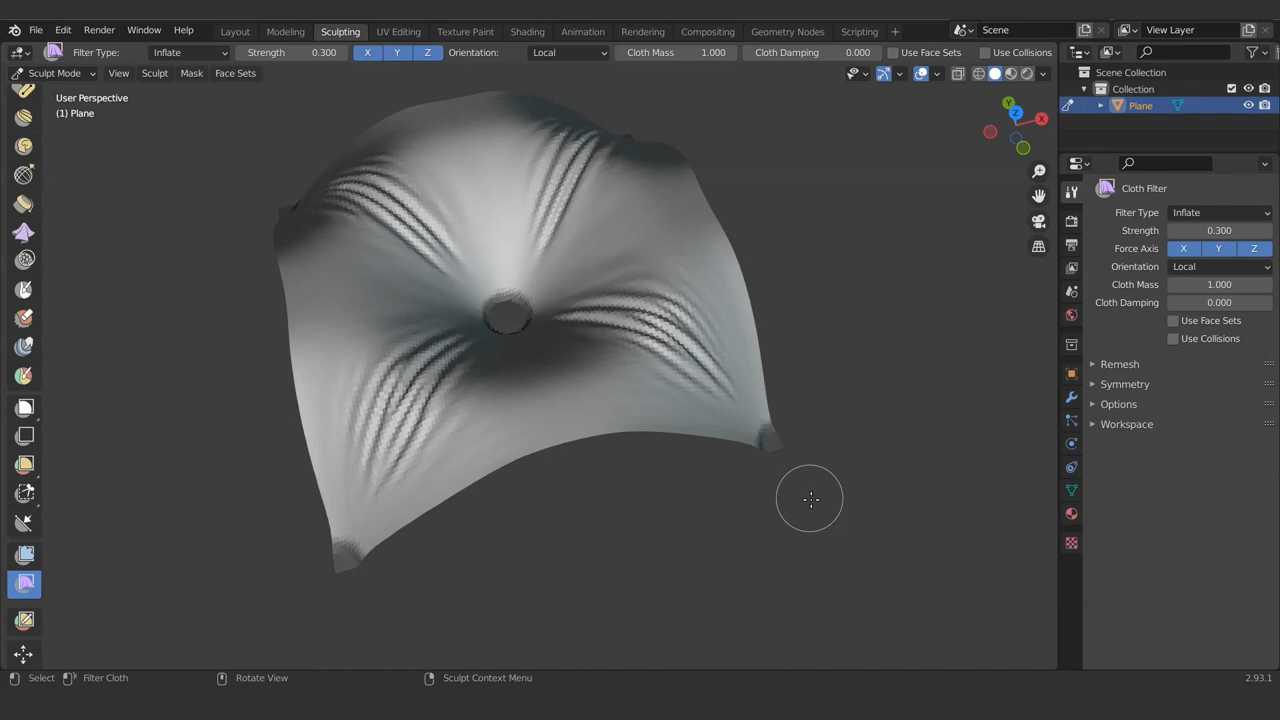 File Edit Render Window Help Layout Modeling Sculpting UV Editing Texture Paint Shading Animation Rendering Compositing Geometry Nodes Scripting + Scene View Layer
Filter Type: Inflate Strength 0.300 X Y Z Orientation: Local Cloth Mass 1.000 Cloth Damping 0.000 Use Face Sets Use Collisions
Sculpt Mode View Sculpt Mask Face Sets
User Perspective
(1) Plane
Y
Z
X
Scene Collection
Collection
Plane
Cloth Filter
Filter Type Inflate
Strength 0.300
Force Axis X Y Z
Orientation Local
Cloth Mass 1.000
Cloth Damping 0.000
Use Face Sets
Use Collisions
Remesh
Symmetry
Options
Workspace
Select Filter Cloth Rotate View Sculpt Context Menu 2.93.1